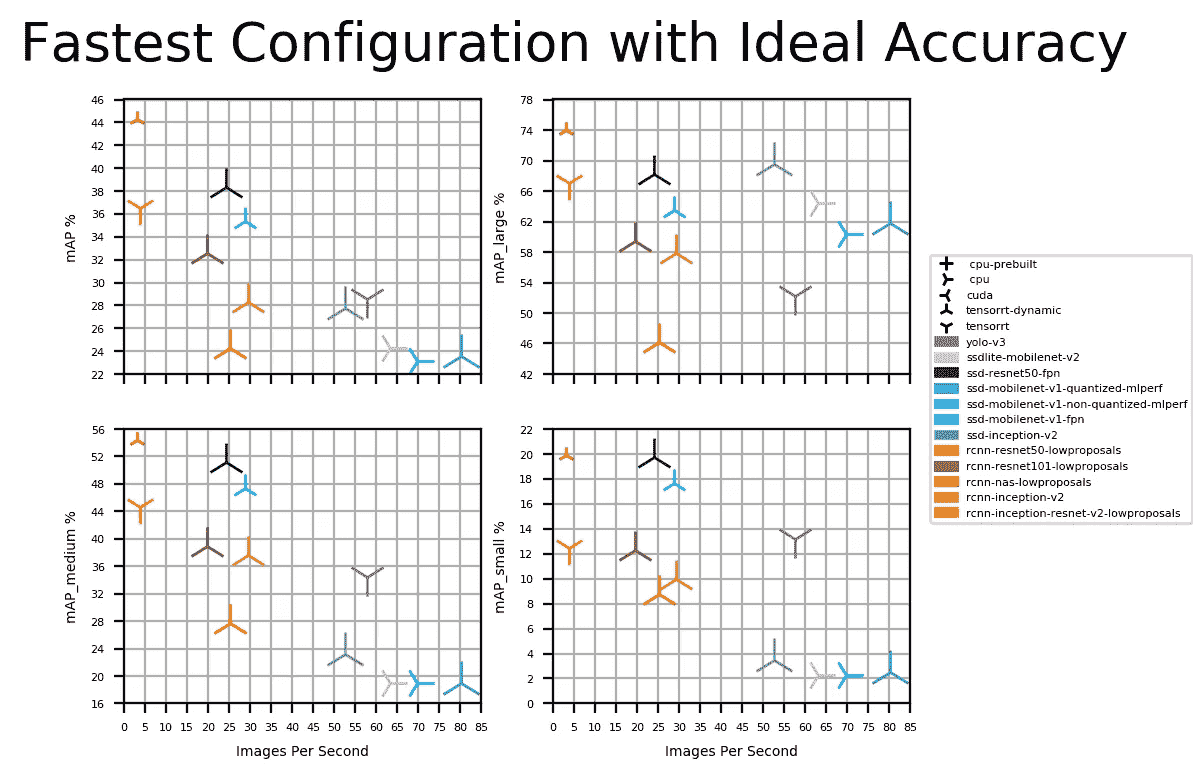 Fastest Configuration with Ideal Accuracy
mAP %
46
44
42
40
38
36
34
32
30
28
26
24
22
mAP_large %
78
74
70
66
62
58
54
50
46
42
cpu-prebuilt
cpu
cuda
tensorrt-dynamic
tensorrt
yolo-v3
ssdlite-mobilenet-v2
ssd-resnet50-fpn
ssd-mobilenet-v1-quantized-mlperf
ssd-mobilenet-v1-non-quantized-mlperf
ssd-mobilenet-v1-fpn
ssd-inception-v2
rcnn-resnet50-lowproposals
rcnn-resnet101-lowproposals
rcnn-nas-lowproposals
rcnn-inception-v2
rcnn-inception-resnet-v2-lowproposals
mAP_medium %
56
52
48
44
40
36
32
28
24
20
16
0 5 10 15 20 25 30 35 40 45 50 55 60 65 70 75 80 85
Images Per Second
mAP_small %
22
20
18
16
14
12
10
8
6
4
2
0
0 5 10 15 20 25 30 35 40 45 50 55 60 65 70 75 80 85
Images Per Second